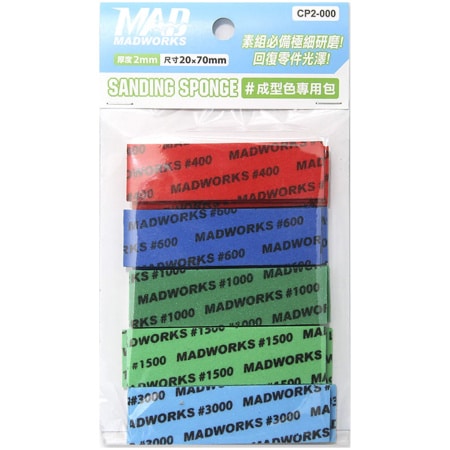 MAD
MADWORKS
CP2-000
素組必備極細研磨!
回復零件光澤!
厚度2mm 尺寸20×70mm
SANDING SPONGE
#成型色專用包
MADWORKS #400
#400 MADWORKS #400
MADWORKS #600
#600 MADWORKS #600
MADWORKS #1000
#1000 MADWORKS #1000
MADWORKS #1500
#1500 MADWORKS #1500
MADWORKS #1500
#3000 MADWORKS
MADWORKS #3000
MADWORKS #3000